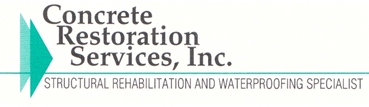 Concrete
Restoration
Services, Inc.
STRUCTURAL REHABILITATION AND WATERPROOFING SPECIALIST